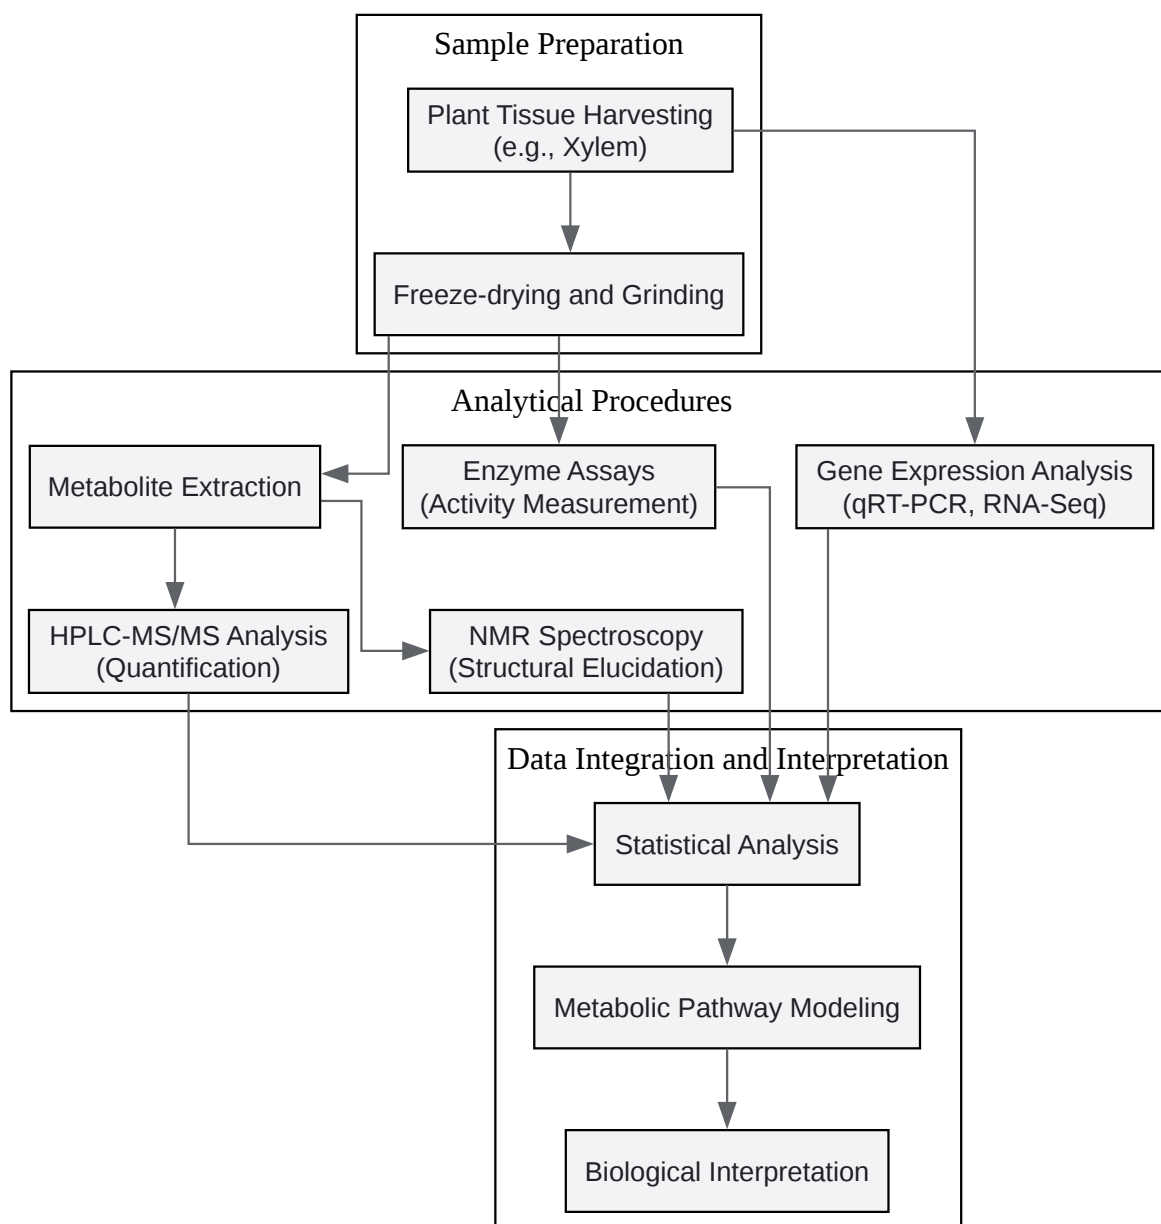 Sample Preparation
Plant Tissue Harvesting
(e.g., Xylem)
Freeze-drying and Grinding
Analytical Procedures
Metabolite Extraction
Enzyme Assays
(Activity Measurement)
Gene Expression Analysis
(qRT-PCR, RNA-Seq)
HPLC-MS/MS Analysis
(Quantification)
NMR Spectroscopy
(Structural Elucidation)
Data Integration and Interpretation
Statistical Analysis
Metabolic Pathway Modeling
Biological Interpretation